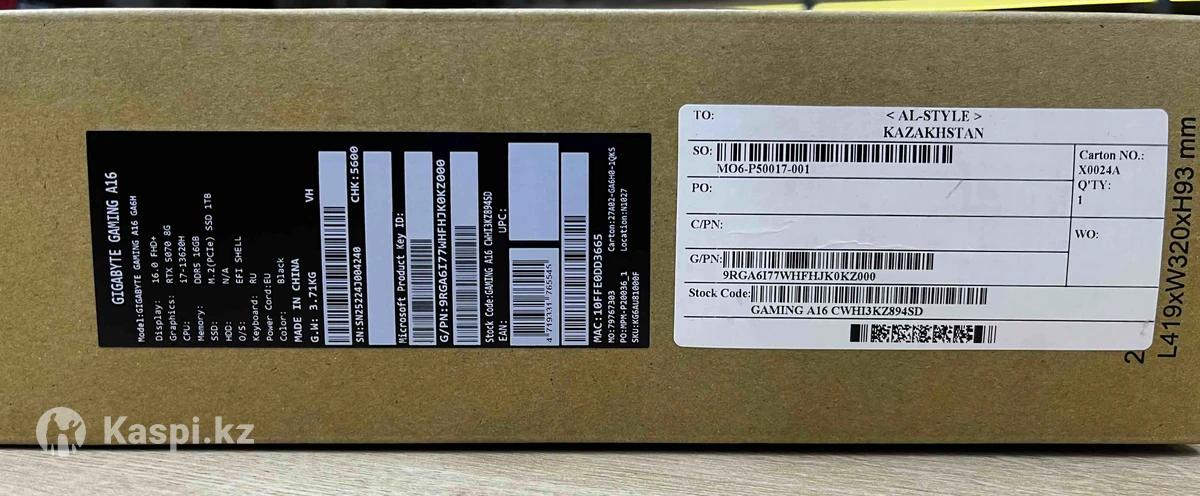 GIGABYTE GAMING A16
Model:GIGABYTE GAMING A16 GA6H
Display: 16.0 FHD+
Graphis: RTX 5070 8G
CPU: i7-13620H
Memory: DDR5 16GB
SSD: M.2(PCIe) SSD 1TB
HDD: N/A
O/S: EFI SHELL
Keyboard: RU
Power Cord:EU
Color: Black
MADE IN CHINA
G.W: 3.71KG
VH
SN:SN2524J004240
CHK:5600
Microsoft Product Key ID:
G/PN:9RGA6I77WHFHJK0KZ000
Stock Code:GAMING A16 CWHI3KZ894SD
EAN:
UPC:
4719331765545
MAC:10FFE0DD3665
MO:79767303
Carton:27A02-GA6H0-1QKS
PO:MPM-P20036_1
Location:N1027
SKU:KG6AU81000F
TO:
< AL-STYLE >
KAZAKHSTAN
SO:
MO6-P50017-001
PO:
C/PN:
G/PN:
9RGA6I77WHFHJK0KZ000
Stock Code:
GAMING A16 CWHI3KZ894SD
Carton NO.:
X0024A
Q'TY:
1
WO:
2
L419xW320xH93 mm
Kaspi.kz